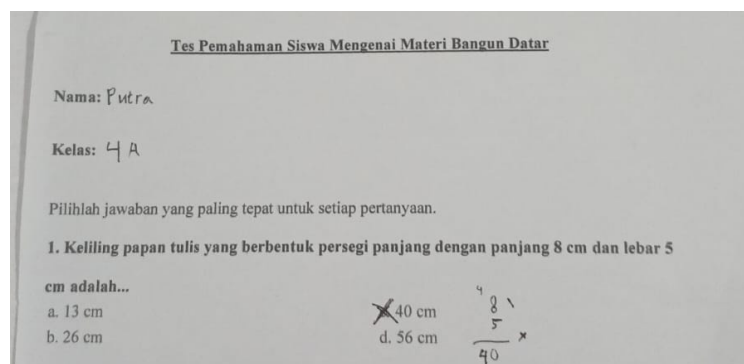 Tes Pemahaman Siswa Mengenai Materi Bangun Datar
Nama: Putra
Kelas: 4 A
Pilihlah jawaban yang paling tepat untuk setiap pertanyaan.
1. Keliling papan tulis yang berbentuk persegi panjang dengan panjang 8 cm dan lebar 5
cm adalah...
a. 13 cm
b. 26 cm
40 cm
d. 56 cm
4
8
5
×
40